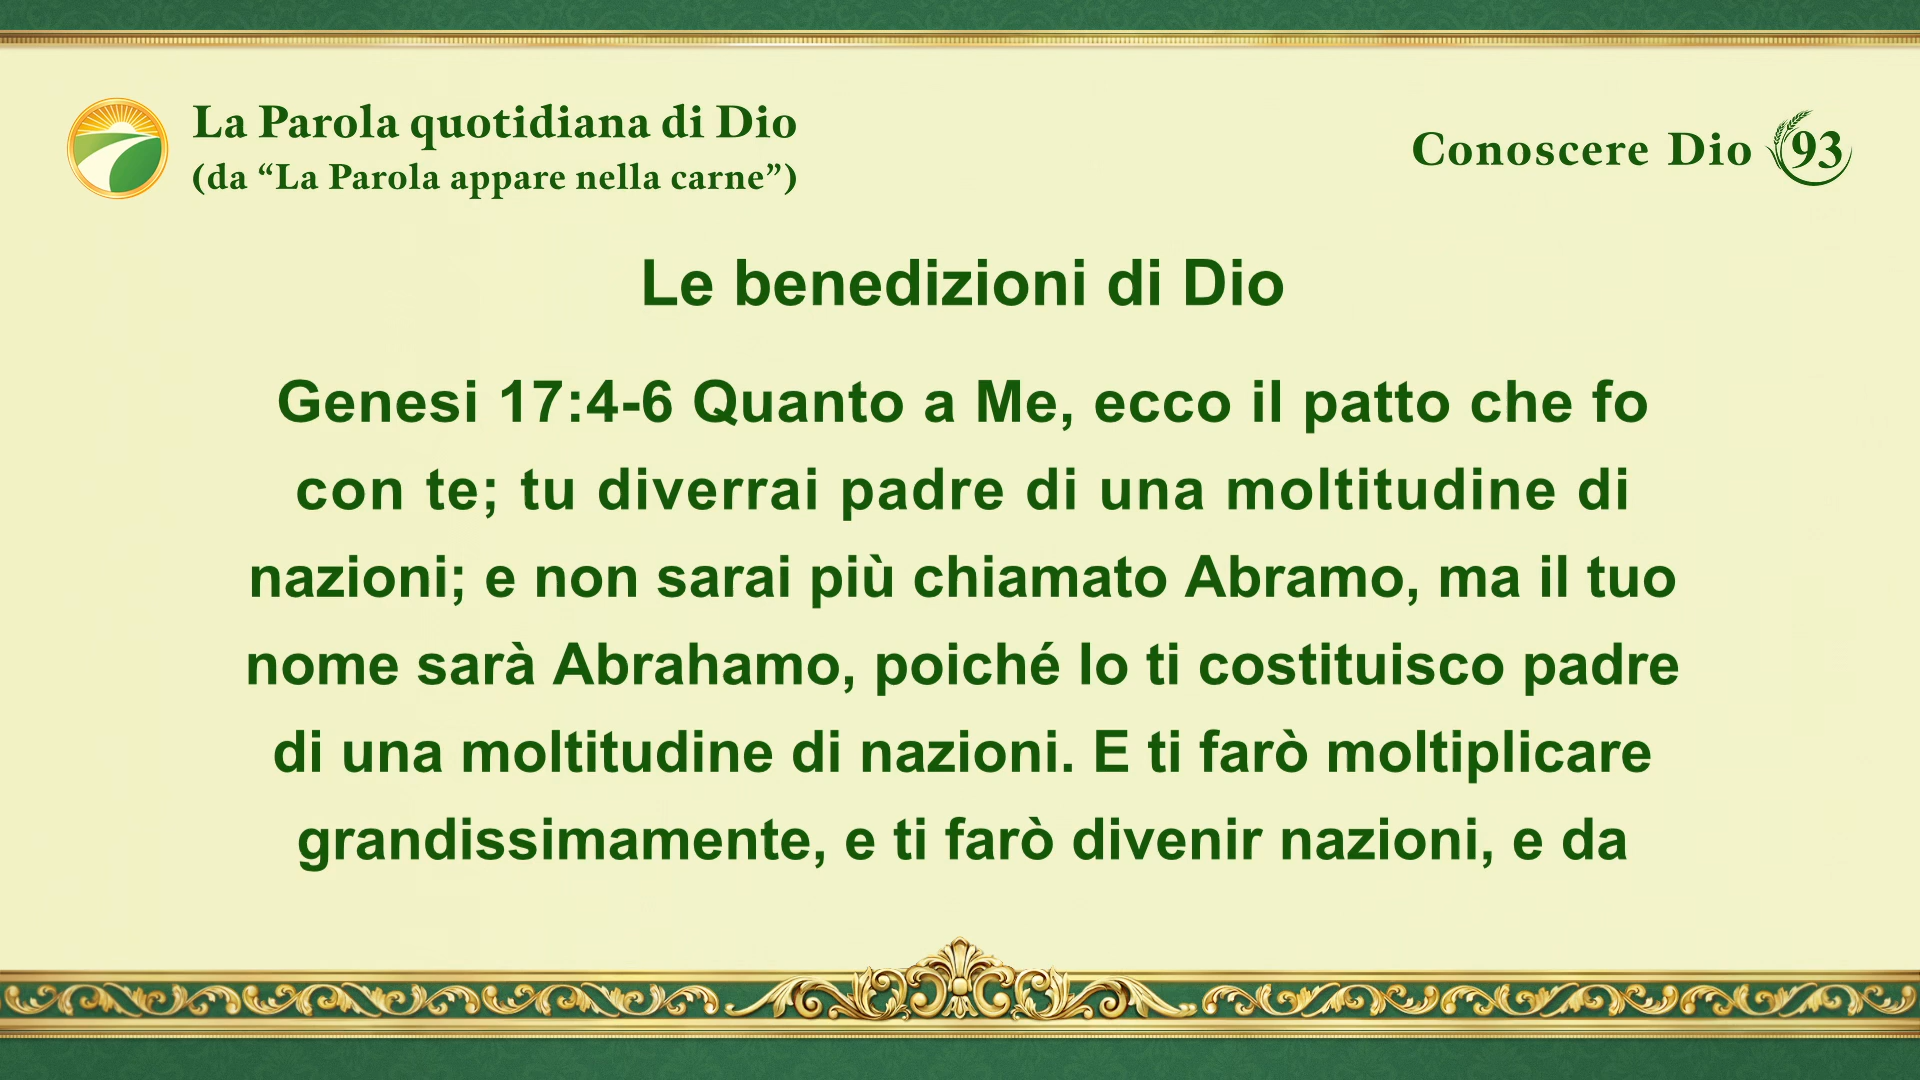 La Parola quotidiana di Dio
(da “La Parola appare nella carne”)
Conoscere Dio 93
Le benedizioni di Dio
Genesi 17:4-6 Quanto a Me, ecco il patto che fo
con te; tu diverrai padre di una moltitudine di
nazioni; e non sarai più chiamato Abramo, ma il tuo
nome sarà Abrahamo, poiché Io ti costituisco padre
di una moltitudine di nazioni. E ti farò moltiplicare
grandissimamente, e ti farò divenir nazioni, e da